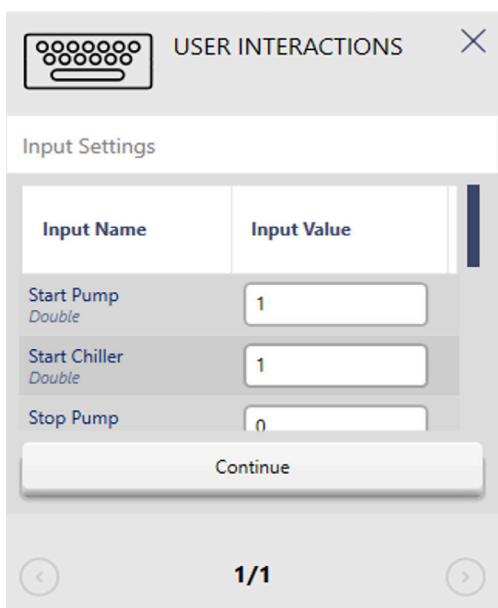 USER INTERACTIONS
Input Settings
Input Name Input Value
Start Pump 1
Double
Start Chiller 1
Double
Stop Pump 0
Continue
1/1